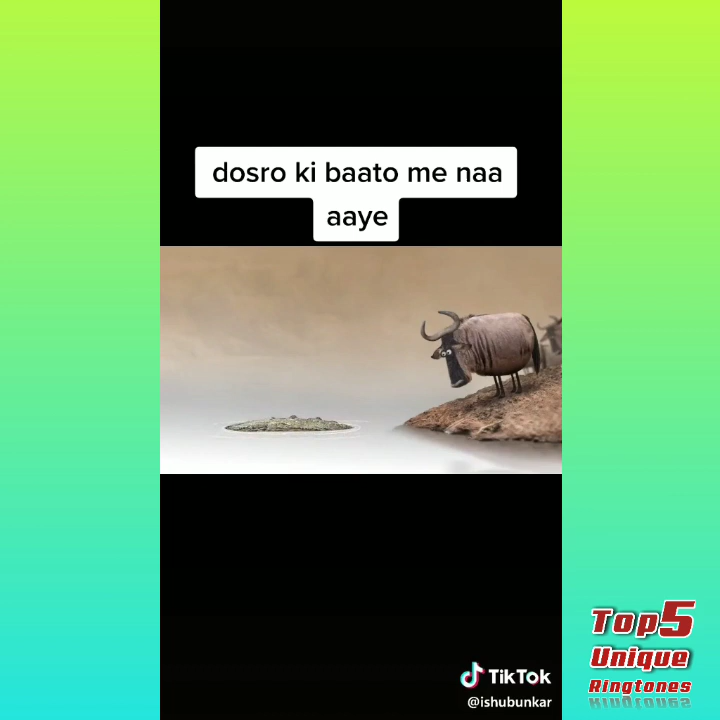 dosro ki baato me naa
aaye
TikTok
@ishubunkar
Top5
Unique
Ringtones